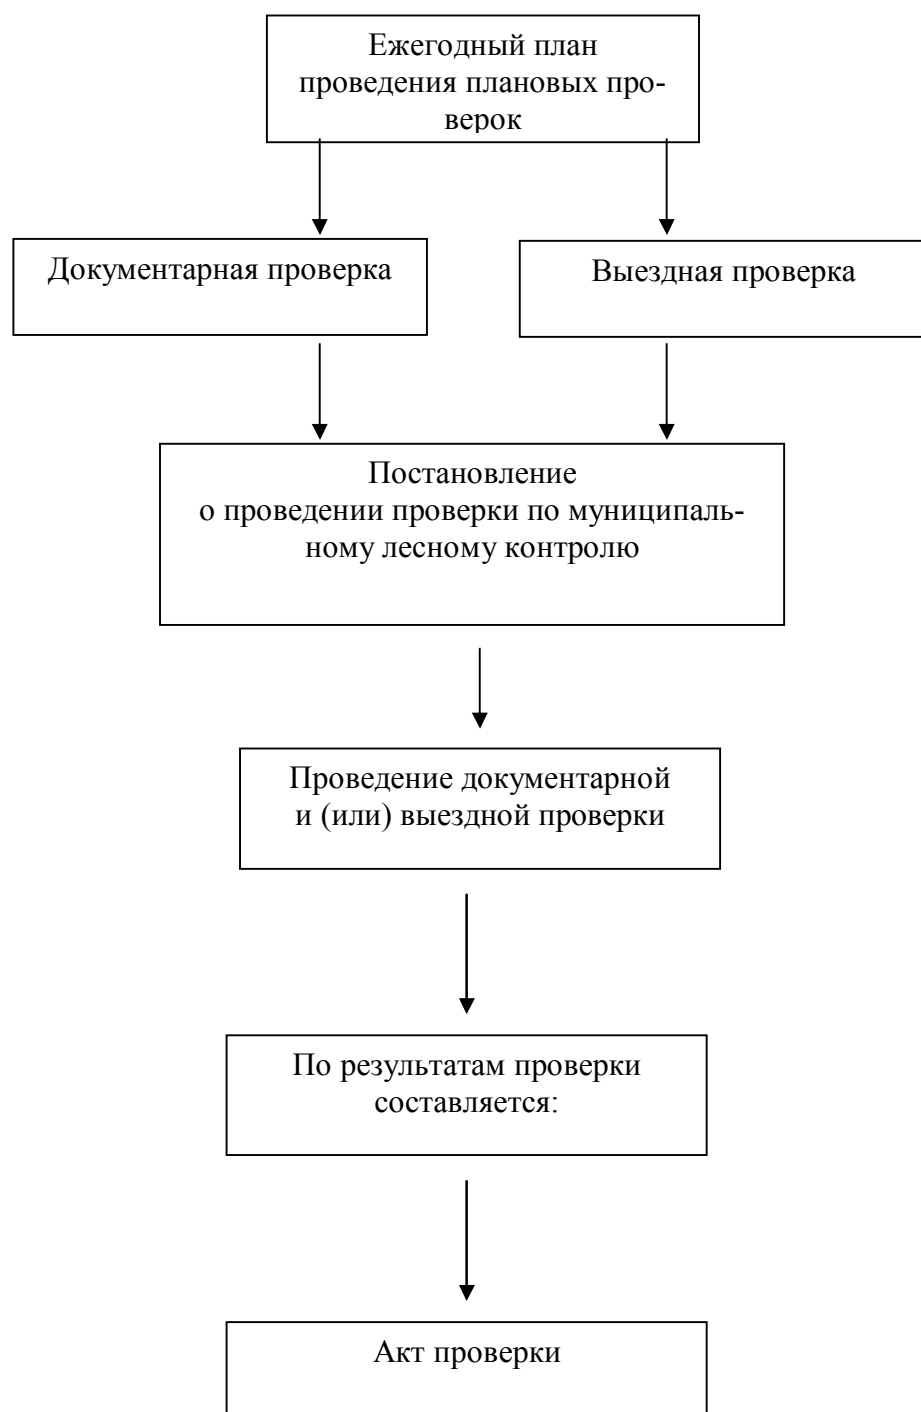 Ежегодный план
проведения плановых про-
верок
Документарная проверка
Выездная проверка
Постановление
о проведении проверки по муниципаль-
ному лесному контролю
Проведение документарной
и (или) выездной проверки
По результатам проверки
составляется:
Акт проверки